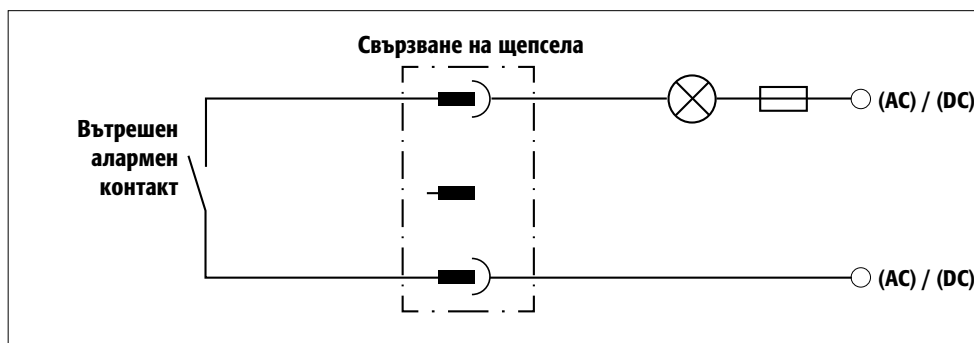 Свързване на щепсела
(AC) / (DC)
Вътрешен
алармен
контакт
(AC) / (DC)